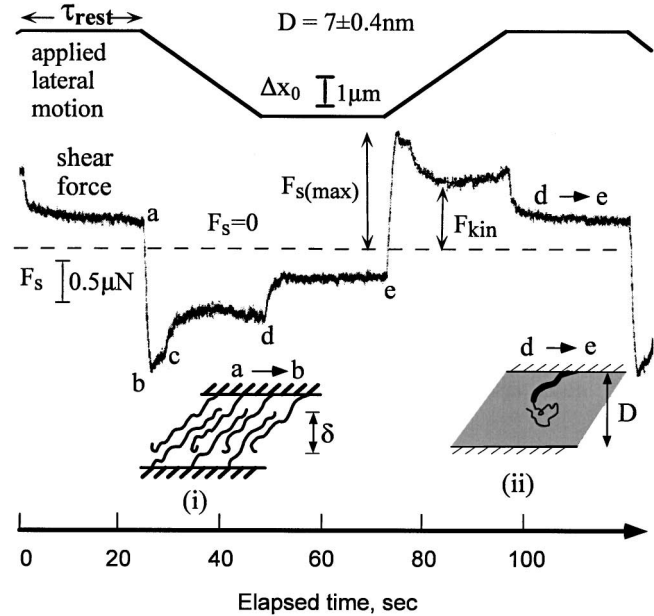 τrest
D = 7±0.4nm
applied
lateral
motion
Δx₀
1μm
shear
force
a
Fs(max)
Fs=0
Fkin
d → e
Fs
0.5μN
b
c
d
e
a → b
δ
(i)
d → e
D
(ii)
0
20
40
60
80
100
Elapsed time, sec